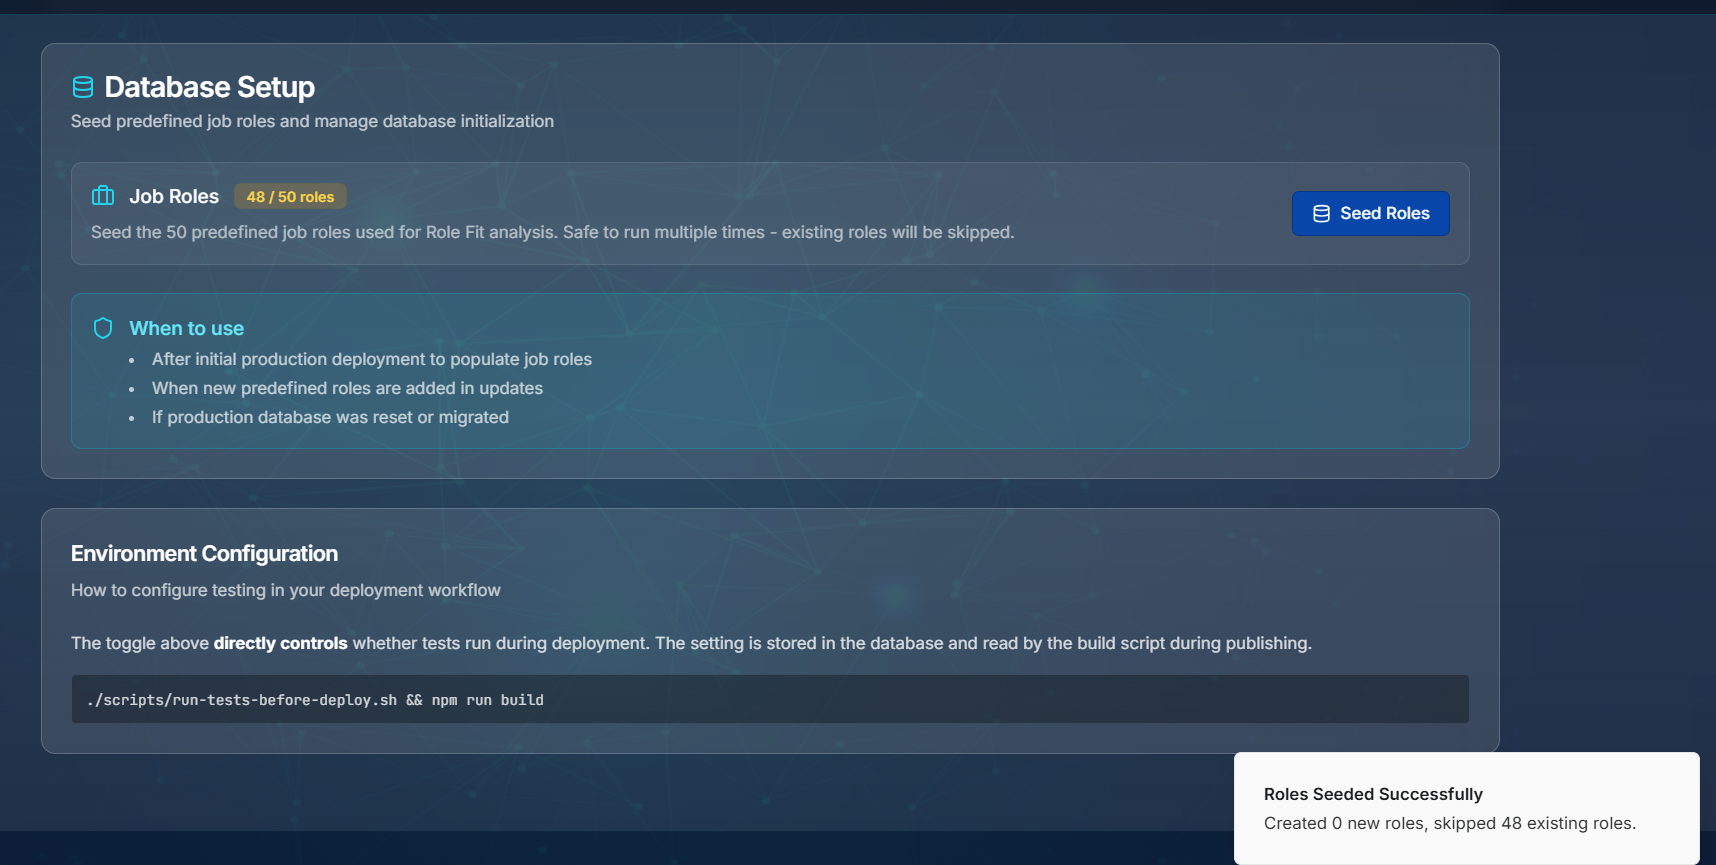 Database Setup
Seed predefined job roles and manage database initialization
Job Roles
48 / 50 roles
Seed the 50 predefined job roles used for Role Fit analysis. Safe to run multiple times - existing roles will be skipped.
Seed Roles
When to use
• After initial production deployment to populate job roles
• When new predefined roles are added in updates
• If production database was reset or migrated
Environment Configuration
How to configure testing in your deployment workflow
The toggle above directly controls whether tests run during deployment. The setting is stored in the database and read by the build script during publishing.
./scripts/run-tests-before-deploy.sh && npm run build
Roles Seeded Successfully
Created 0 new roles, skipped 48 existing roles.